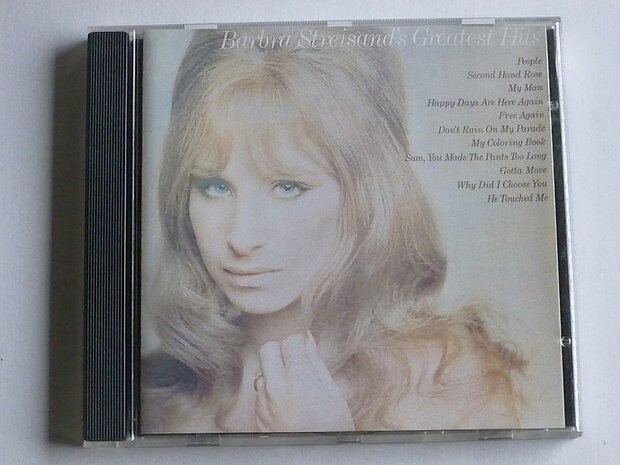 Barbra Streisand's Greatest Hits
People
Second Hand Rose
My Man
Happy Days Are Here Again
Free Again
Don't Rain On My Parade
My Coloring Book
Sam, You Made The Pants Too Long
Gotta Move
Why Did I Choose You
He Touched Me